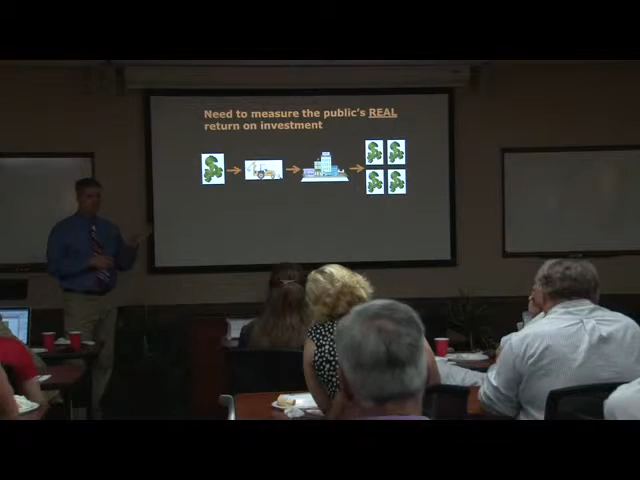 Need to measure the public's REAL
return on investment